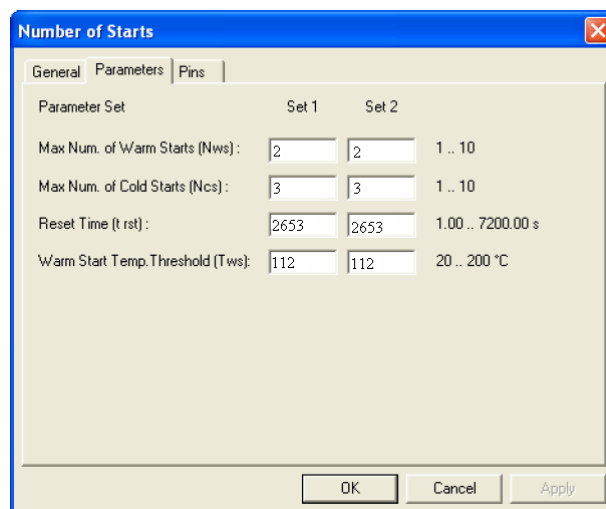 Number of Starts
General Parameters Pins
Parameter Set Set 1 Set 2
Max Num. of Warm Starts (Nws) : 2 2 1 .. 10
Max Num. of Cold Starts (Ncs) : 3 3 1 .. 10
Reset Time (t rst) : 2653 2653 1.00 .. 7200.00 s
Warm Start Temp.Threshold (Tws): 112 112 20 .. 200 °C
OK Cancel Apply